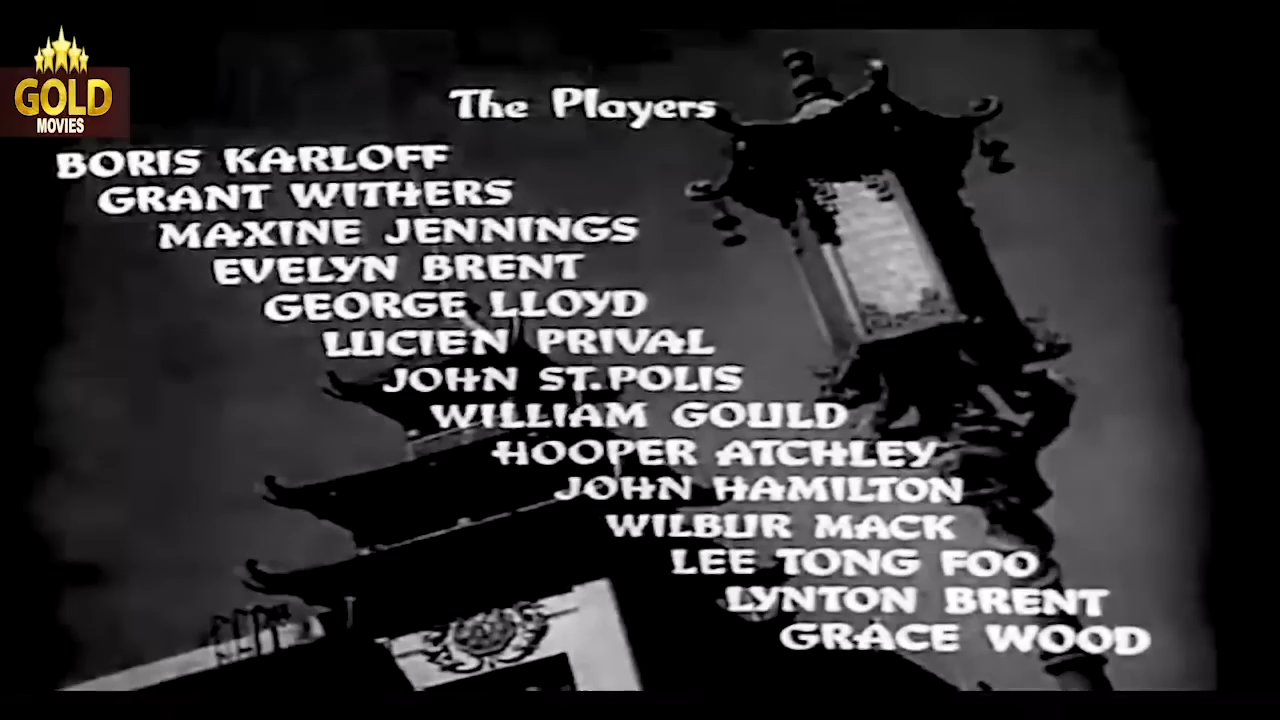 GOLD
MOVIES
The Players
BORIS KARLOFF
GRANT WITHERS
MAXINE JENNINGS
EVELYN BRENT
GEORGE LLOYD
LUCIEN PRIVAL
JOHN ST. POLIS
WILLIAM GOULD
HOOPER ATCHLEY
JOHN HAMILTON
WILBUR MACK
LEE TONG FOO
LYNTON BRENT
GRACE WOOD